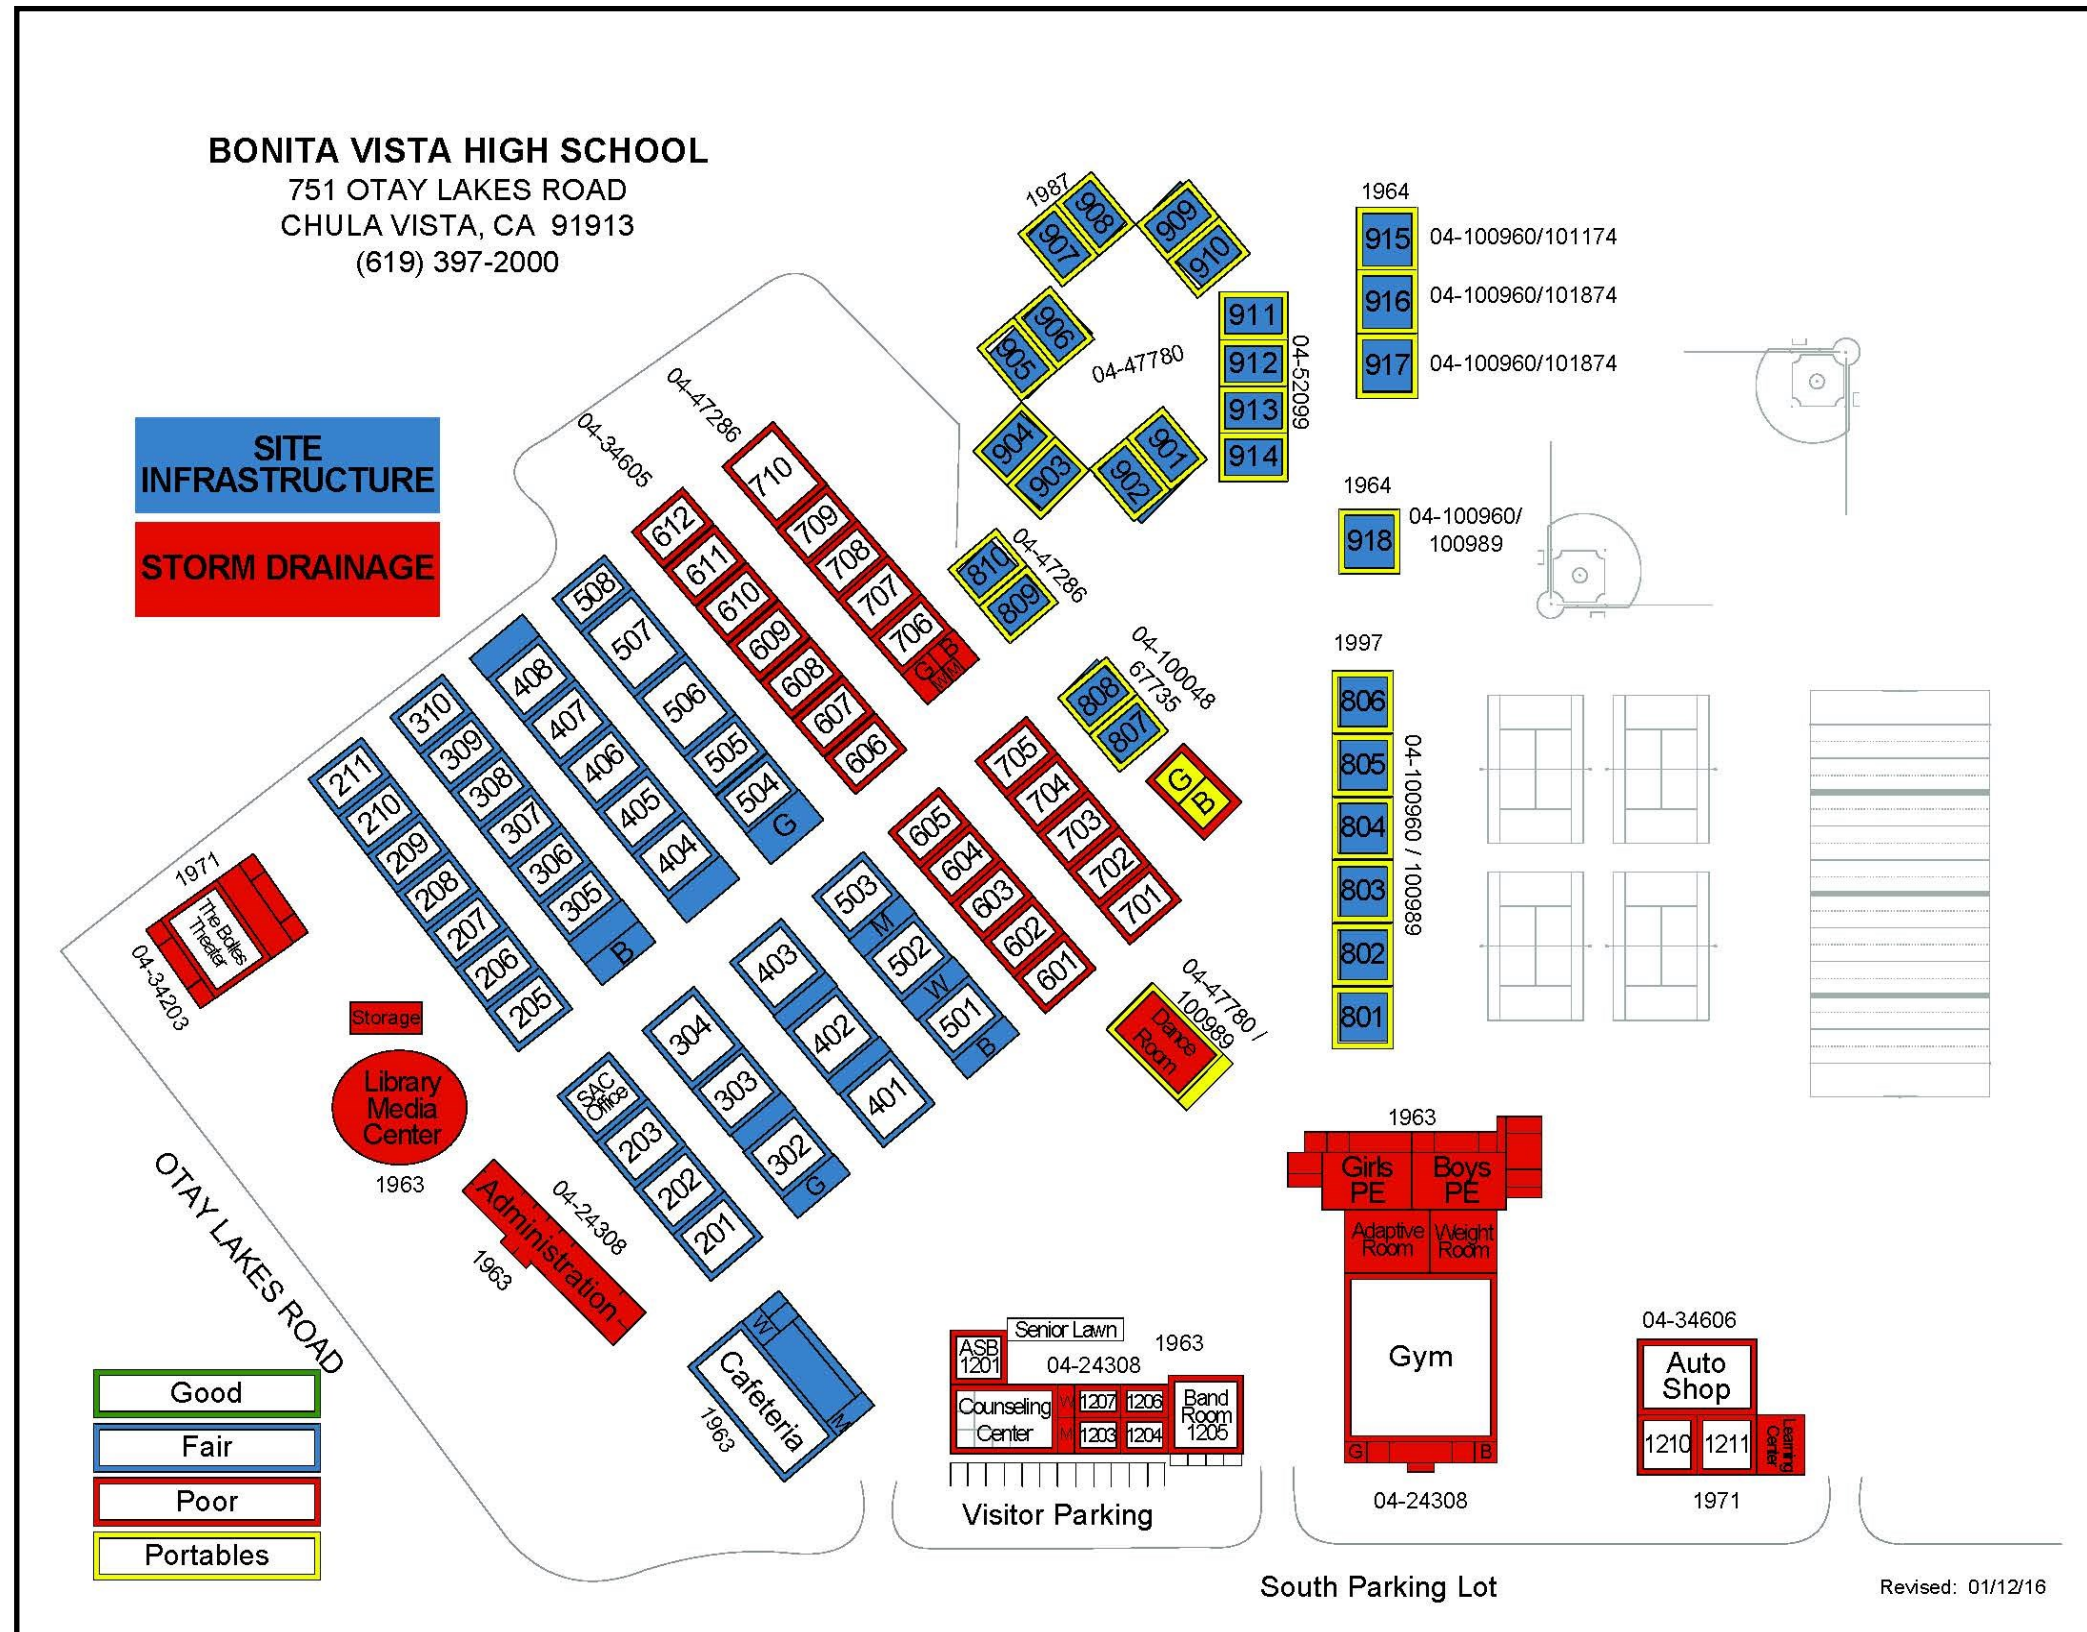 BONITA VISTA HIGH SCHOOL
751 OTAY LAKES ROAD
CHULA VISTA, CA 91913
(619) 397-2000
SITE
INFRASTRUCTURE
STORM DRAINAGE
1987
908
907
909
910
906
905
04-47780
904
903
901
902
911
912
913
914
04-52099
1964
915
04-100960/101174
916
04-100960/101874
917
04-100960/101874
1964
918
04-100960/
100989
04-47286
710
709
708
707
706
B
G
W
M
04-34605
612
611
610
609
608
607
606
508
507
506
505
504
G
408
407
406
405
404
310
309
308
307
306
305
B
211
210
209
208
207
206
205
810
809
04-47286
04-100048
67735
808
807
G
B
1997
806
805
804
803
802
801
04-100960 / 100989
705
704
703
702
701
605
604
603
602
601
503
M
502
W
501
B
403
402
401
304
303
302
G
SAC
Office
203
202
201
04-47780 /
100989
Dance
Room
1971
The Bolles
Theater
04-34203
Storage
Library
Media
Center
1963
Administration
04-24308
1963
OTAY LAKES ROAD
W
Cafeteria
M
1963
Senior Lawn
1963
ASB
1201
04-24308
Counseling
Center
W
M
1207
1206
1203
1204
Band
Room
1205
Visitor Parking
1963
Girls
PE
Boys
PE
Adaptive
Room
Weight
Room
Gym
G
B
04-24308
04-34606
Auto
Shop
1210
1211
Learning
Center
1971
Good
Fair
Poor
Portables
South Parking Lot
Revised: 01/12/16